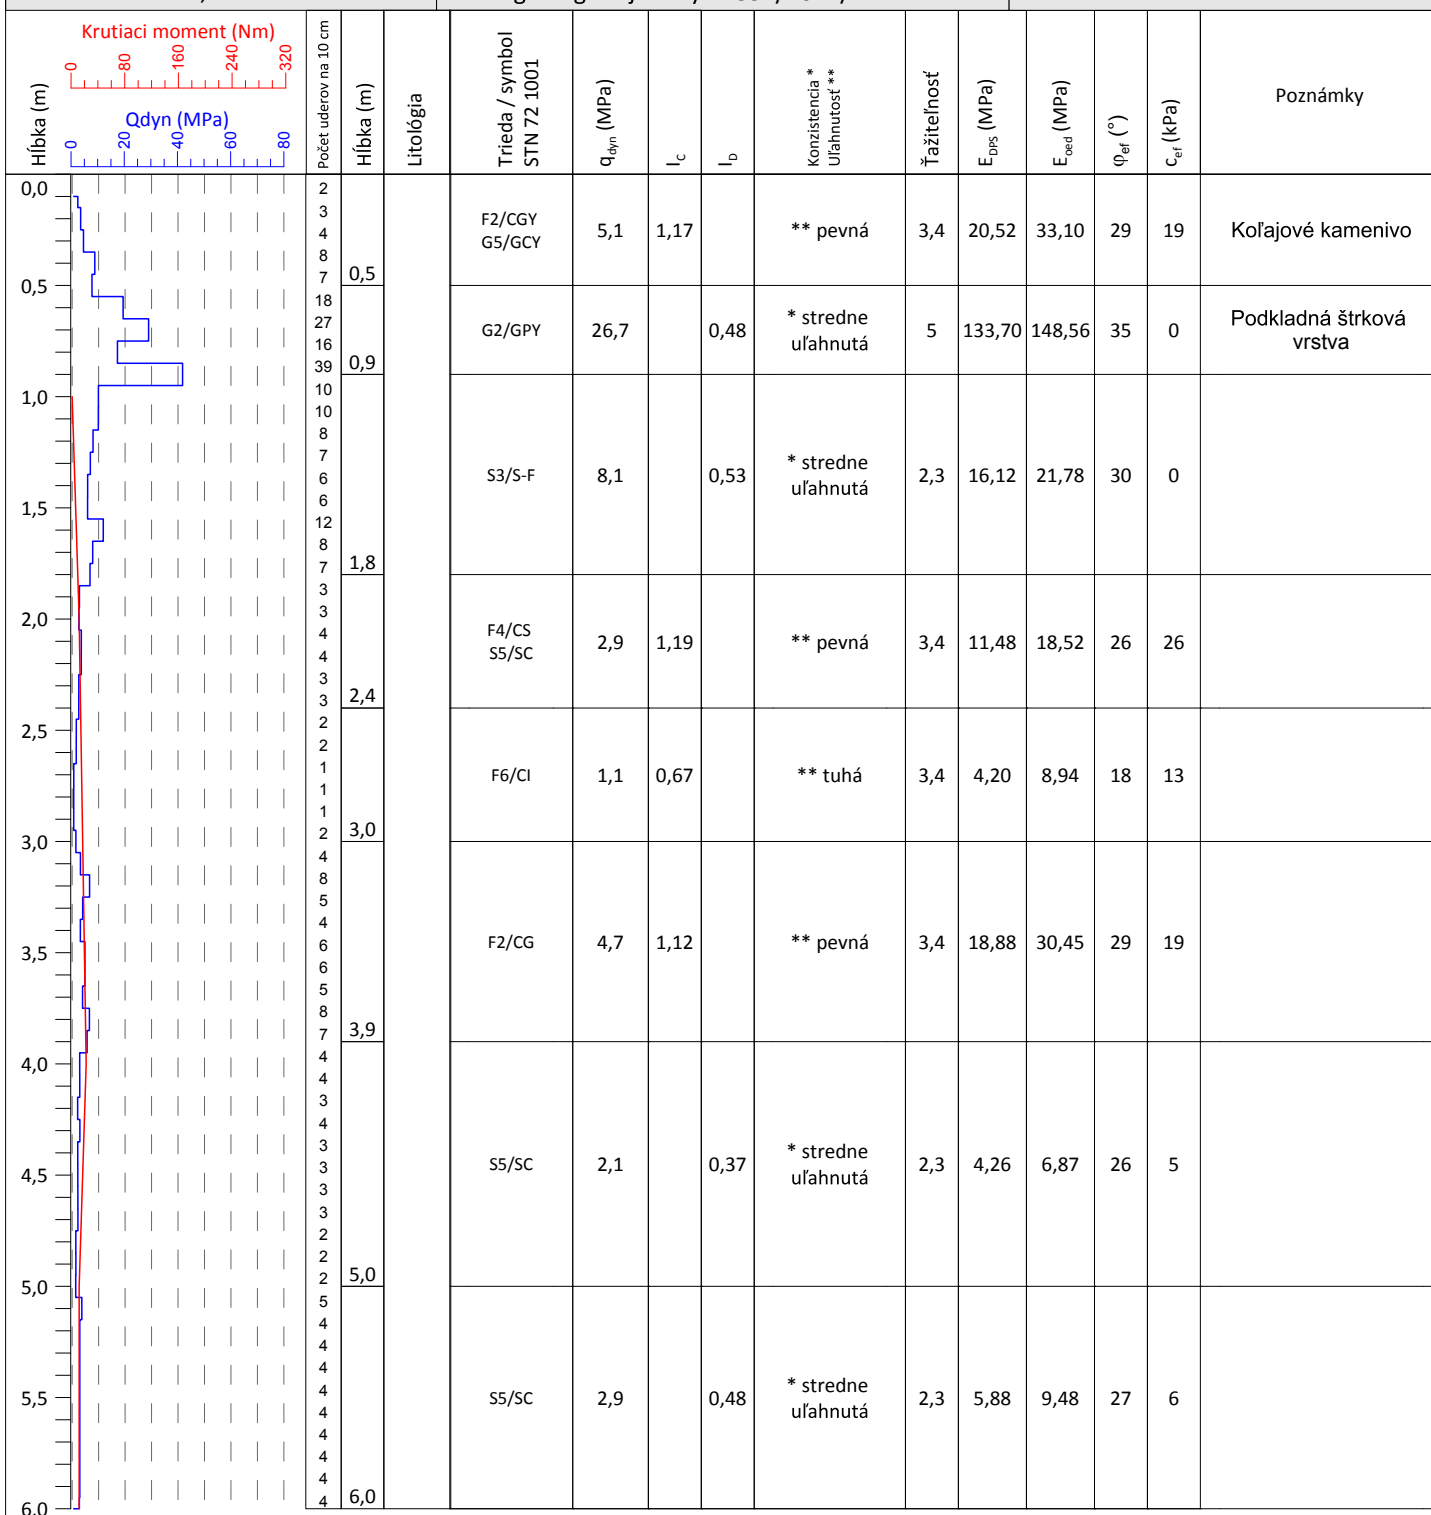 Krutiaci moment (Nm)
0 80 160 240 320
Qdyn (MPa)
0 20 40 60 80
Hĺbka (m)
Počet uderov na 10 cm
Hĺbka (m)
Litológia
Trieda / symbol
STN 72 1001
q dyn (MPa)
I C
I D
Konzistencia *
Uľahnutosť **
Ťažiteľnosť
E DPS (MPa)
E oed (MPa)
φ ef (°)
c ef (kPa)
Poznámky
0,0
0,5
1,0
1,5
2,0
2,5
3,0
3,5
4,0
4,5
5,0
5,5
6,0
2
3
4
8
7
18
27
16
39
10
10
8
7
6
6
12
8
7
3
3
4
4
3
3
2
2
1
1
1
2
4
8
5
4
6
6
5
8
7
4
4
3
4
3
3
3
3
2
2
2
5
4
4
4
4
4
4
4
4
4
0,5
F2/CGY
G5/GCY
5,1 1,17 ** pevná 3,4 20,52 33,10 29 19 Koľajové kamenivo
0,9
G2/GPY 26,7 0,48 * stredne
uľahnutá
5 133,70 148,56 35 0 Podkladná štrková
vrstva
1,8
S3/S-F 8,1 0,53 * stredne
uľahnutá
2,3 16,12 21,78 30 0
2,4
F4/CS
S5/SC
2,9 1,19 ** pevná 3,4 11,48 18,52 26 26
3,0
F6/CI 1,1 0,67 ** tuhá 3,4 4,20 8,94 18 13
3,9
F2/CG 4,7 1,12 ** pevná 3,4 18,88 30,45 29 19
5,0
S5/SC 2,1 0,37 * stredne
uľahnutá
2,3 4,26 6,87 26 5
6,0
S5/SC 2,9 0,48 * stredne
uľahnutá
2,3 5,88 9,48 27 6